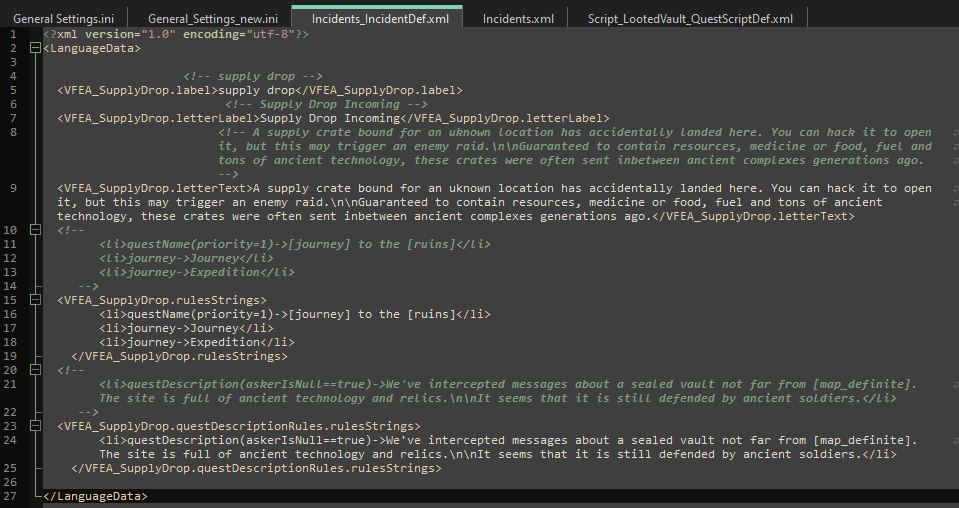 General Settings.ini General_Settings_new.ini Incidents_IncidentDef.xml Incidents.xml Script_LootedVault_QuestScriptDef.xml
1 <?xml version="1.0" encoding="utf-8"?>
2 <LanguageData>
3
4 <!-- supply drop -->
5 <VFEA_SupplyDrop.label>supply drop</VFEA_SupplyDrop.label>
6 <!-- Supply Drop Incoming -->
7 <VFEA_SupplyDrop.letterLabel>Supply Drop Incoming</VFEA_SupplyDrop.letterLabel>
8 <!-- A supply crate bound for an uknown location has accidentally landed here. You can hack it to open
it, but this may trigger an enemy raid.\n\nGuaranteed to contain resources, medicine or food, fuel and
tons of ancient technology, these crates were often sent inbetween ancient complexes generations ago.
-->
9 <VFEA_SupplyDrop.letterText>A supply crate bound for an uknown location has accidentally landed here. You can hack it to open
it, but this may trigger an enemy raid.\n\nGuaranteed to contain resources, medicine or food, fuel and tons of ancient
technology, these crates were often sent inbetween ancient complexes generations ago.</VFEA_SupplyDrop.letterText>
10 <!--
11 <li>questName(priority=1)->[journey] to the [ruins]</li>
12 <li>journey->Journey</li>
13 <li>journey->Expedition</li>
14 -->
15 <VFEA_SupplyDrop.rulesStrings>
16 <li>questName(priority=1)->[journey] to the [ruins]</li>
17 <li>journey->Journey</li>
18 <li>journey->Expedition</li>
19 </VFEA_SupplyDrop.rulesStrings>
20 <!--
21 <li>questDescription(askerIsNull==true)->We've intercepted messages about a sealed vault not far from [map_definite].
The site is full of ancient technology and relics.\n\nIt seems that it is still defended by ancient soldiers.</li>
22 -->
23 <VFEA_SupplyDrop.questDescriptionRules.rulesStrings>
24 <li>questDescription(askerIsNull==true)->We've intercepted messages about a sealed vault not far from [map_definite].
The site is full of ancient technology and relics.\n\nIt seems that it is still defended by ancient soldiers.</li>
25 </VFEA_SupplyDrop.questDescriptionRules.rulesStrings>
26
27 </LanguageData>